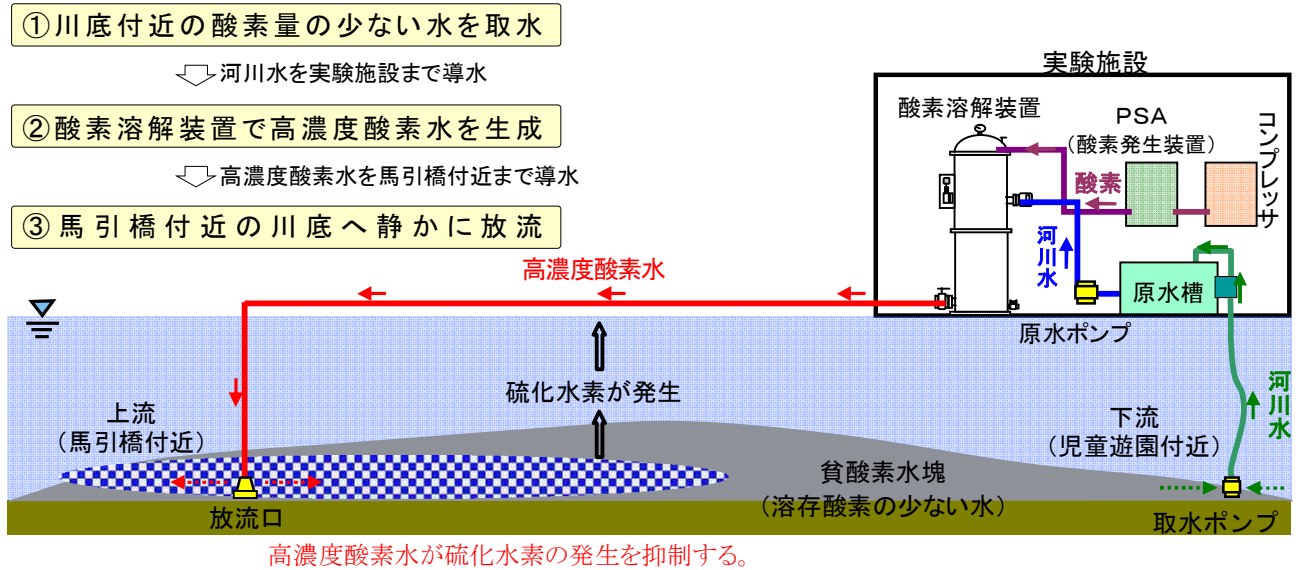 ①川底付近の酸素量の少ない水を取水
河川水を実験施設まで導水
②酸素溶解装置で高濃度酸素水を生成
高濃度酸素水を馬引橋付近まで導水
③馬引橋付近の川底へ静かに放流
実験施設
酸素溶解装置
PSA
（酸素発生装置）
コンプレッサ
酸素
河川水
原水槽
原水ポンプ
高濃度酸素水
硫化水素が発生
上流
（馬引橋付近）
下流
（児童遊園付近）
河川水
貧酸素水塊
（溶存酸素の少ない水）
放流口
取水ポンプ
高濃度酸素水が硫化水素の発生を抑制する。